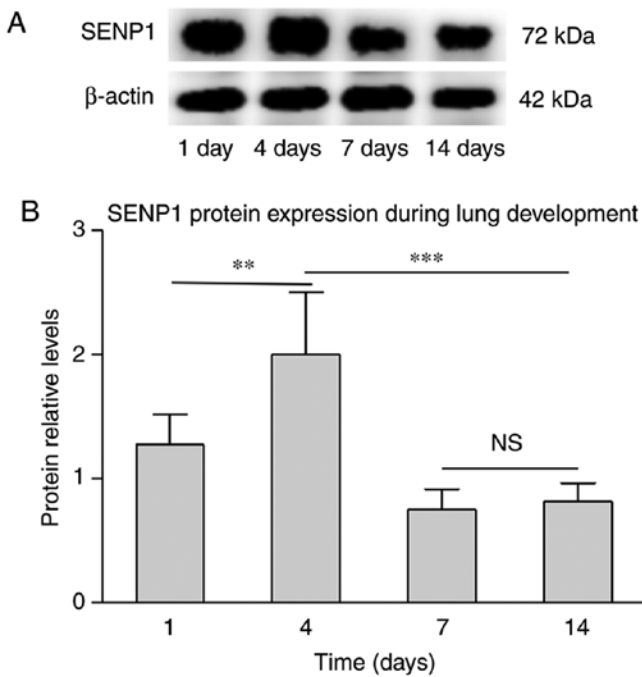 A
SENP1 72 kDa
β-actin 42 kDa
1 day 4 days 7 days 14 days
B SENP1 protein expression during lung development
3
** ***
2
NS
1
0
Protein relative levels
1 4 7 14
Time (days)